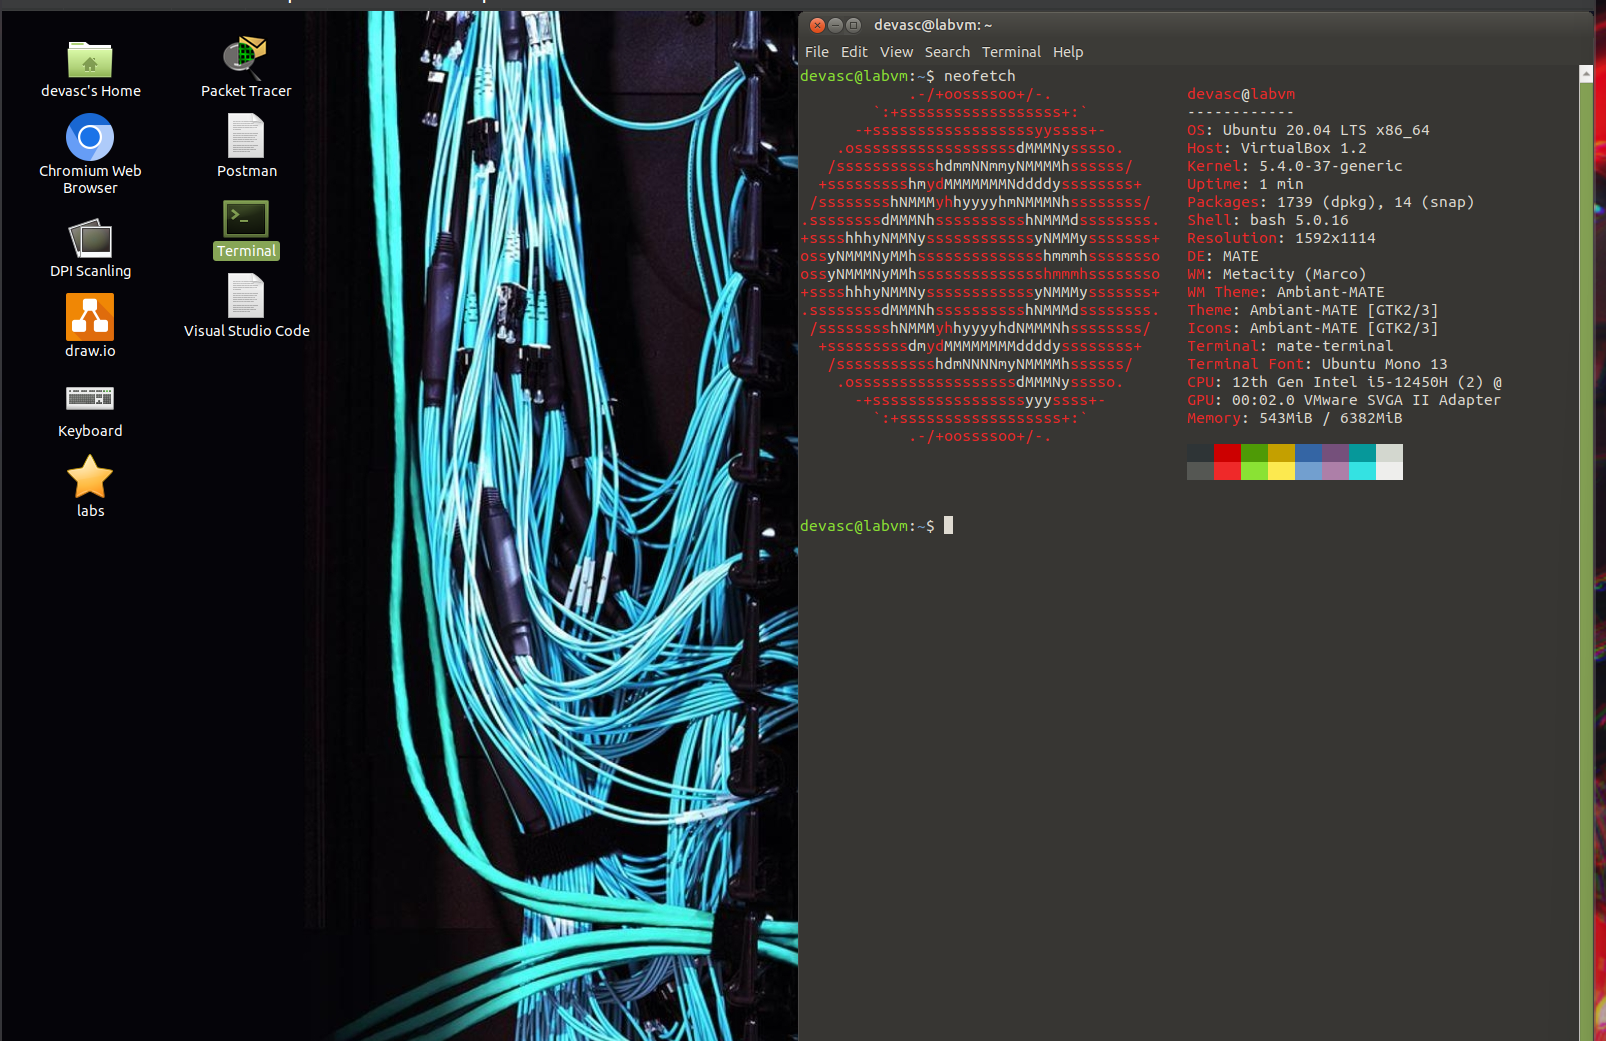 devasc's Home
Packet Tracer
Chromium Web
Browser
Postman
DPI Scanling
Terminal
draw.io
Visual Studio Code
Keyboard
labs
devasc@labvm: ~
File Edit View Search Terminal Help
devasc@labvm:~$ neofetch
.-/+oossssoo+/-.
`:+ssssssssssssssssss+:`
-+ssssssssssssssssssyyssss+-
.ossssssssssssssssssdMMMNysssso.
/ssssssssssshdmmNNmmyNMMMMhssssss/
+ssssssssshmydMMMMMMMNddddyssssssss+
/sssssssshNMMMyhhyyyyhmNMMMNhssssssss/
.ssssssssdMMMNhsssssssssshNMMMdssssssss.
+sssshhhyNMMNyssssssssssssyNMMMysssssss+
ossyNMMMNyMMhsssssssssssssshmmmhssssssso
ossyNMMMNyMMhsssssssssssssshmmmhssssssso
+sssshhhyNMMNyssssssssssssyNMMMysssssss+
.ssssssssdMMMNhsssssssssshNMMMdssssssss.
/sssssssshNMMMyhhyyyyhdNMMMNhssssssss/
+sssssssssdmydMMMMMMMMddddyssssssss+
/ssssssssssshdmNNNNmyNMMMMhssssss/
.ossssssssssssssssssdMMMNysssso.
-+sssssssssssssssssyyyssss+-
`:+ssssssssssssssssss+:`
.-/+oossssoo+/-.
devasc@labvm
------------
OS: Ubuntu 20.04 LTS x86_64
Host: VirtualBox 1.2
Kernel: 5.4.0-37-generic
Uptime: 1 min
Packages: 1739 (dpkg), 14 (snap)
Shell: bash 5.0.16
Resolution: 1592x1114
DE: MATE
WM: Metacity (Marco)
WM Theme: Ambiant-MATE
Theme: Ambiant-MATE [GTK2/3]
Icons: Ambiant-MATE [GTK2/3]
Terminal: mate-terminal
Terminal Font: Ubuntu Mono 13
CPU: 12th Gen Intel i5-12450H (2) @
GPU: 00:02.0 VMware SVGA II Adapter
Memory: 543MiB / 6382MiB
devasc@labvm:~$